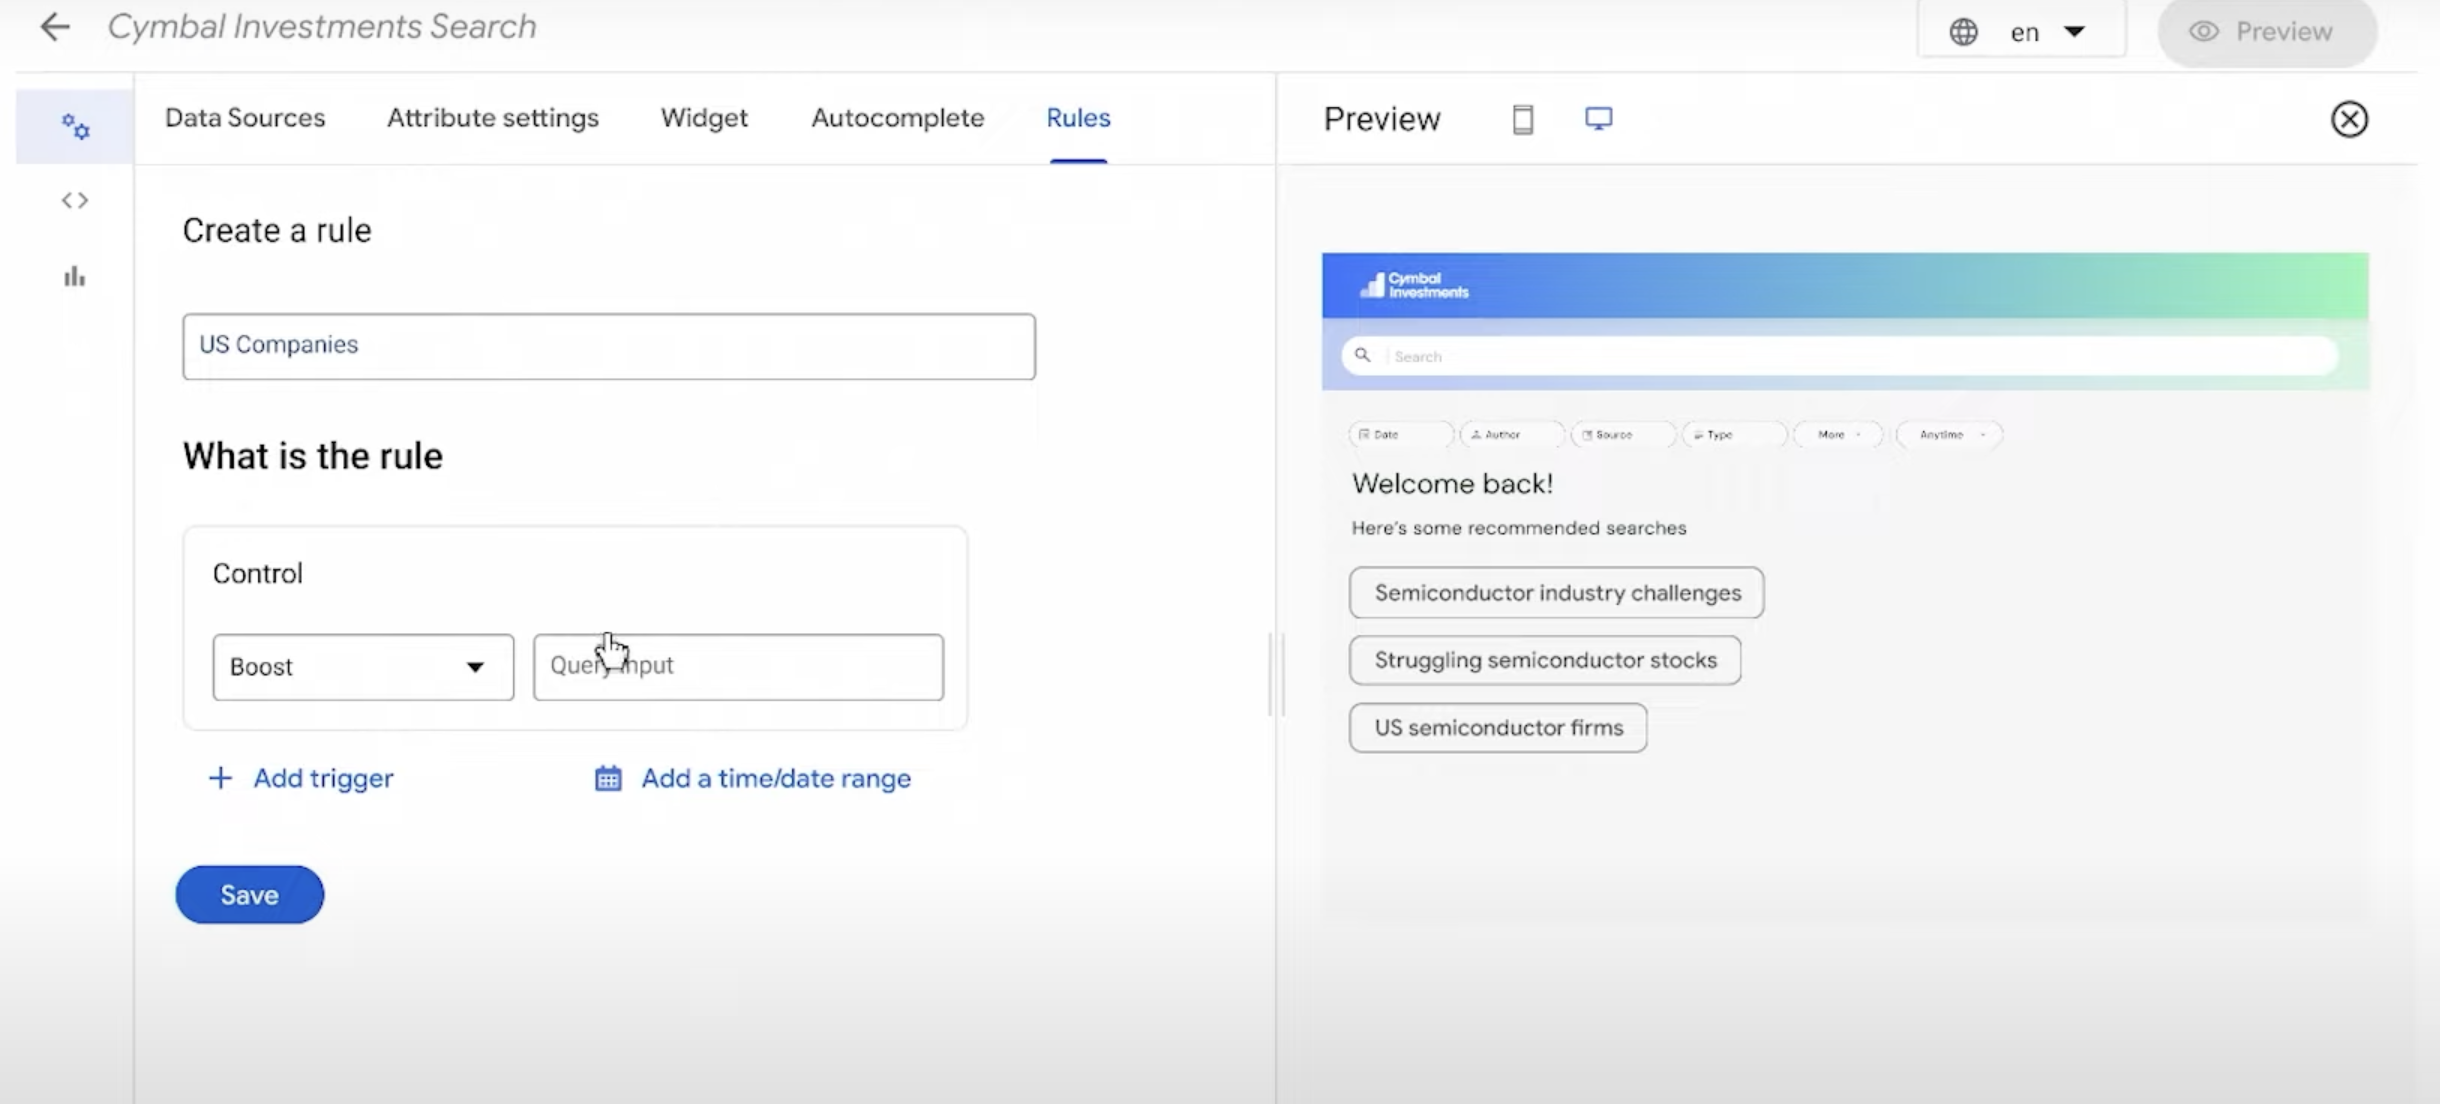 Cymbal Investments Search
en
Preview
Data Sources
Attribute settings
Widget
Autocomplete
Rules
Create a rule
US Companies
What is the rule
Control
Boost
Query input
Add trigger
Add a time/date range
Save
Preview
Cymbal
Investments
Search
Date
Author
Source
Type
More
Anytime
Welcome back!
Here's some recommended searches
Semiconductor industry challenges
Struggling semiconductor stocks
US semiconductor firms